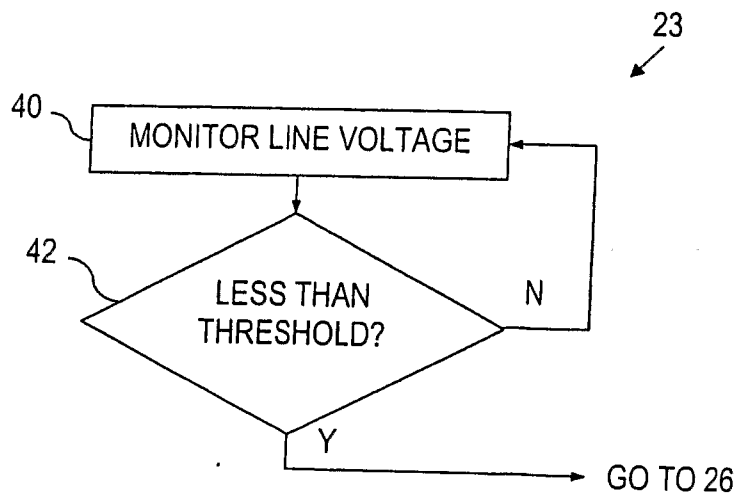 23
40
MONITOR LINE VOLTAGE
42
LESS THAN
THRESHOLD?
N
Y
GO TO 26